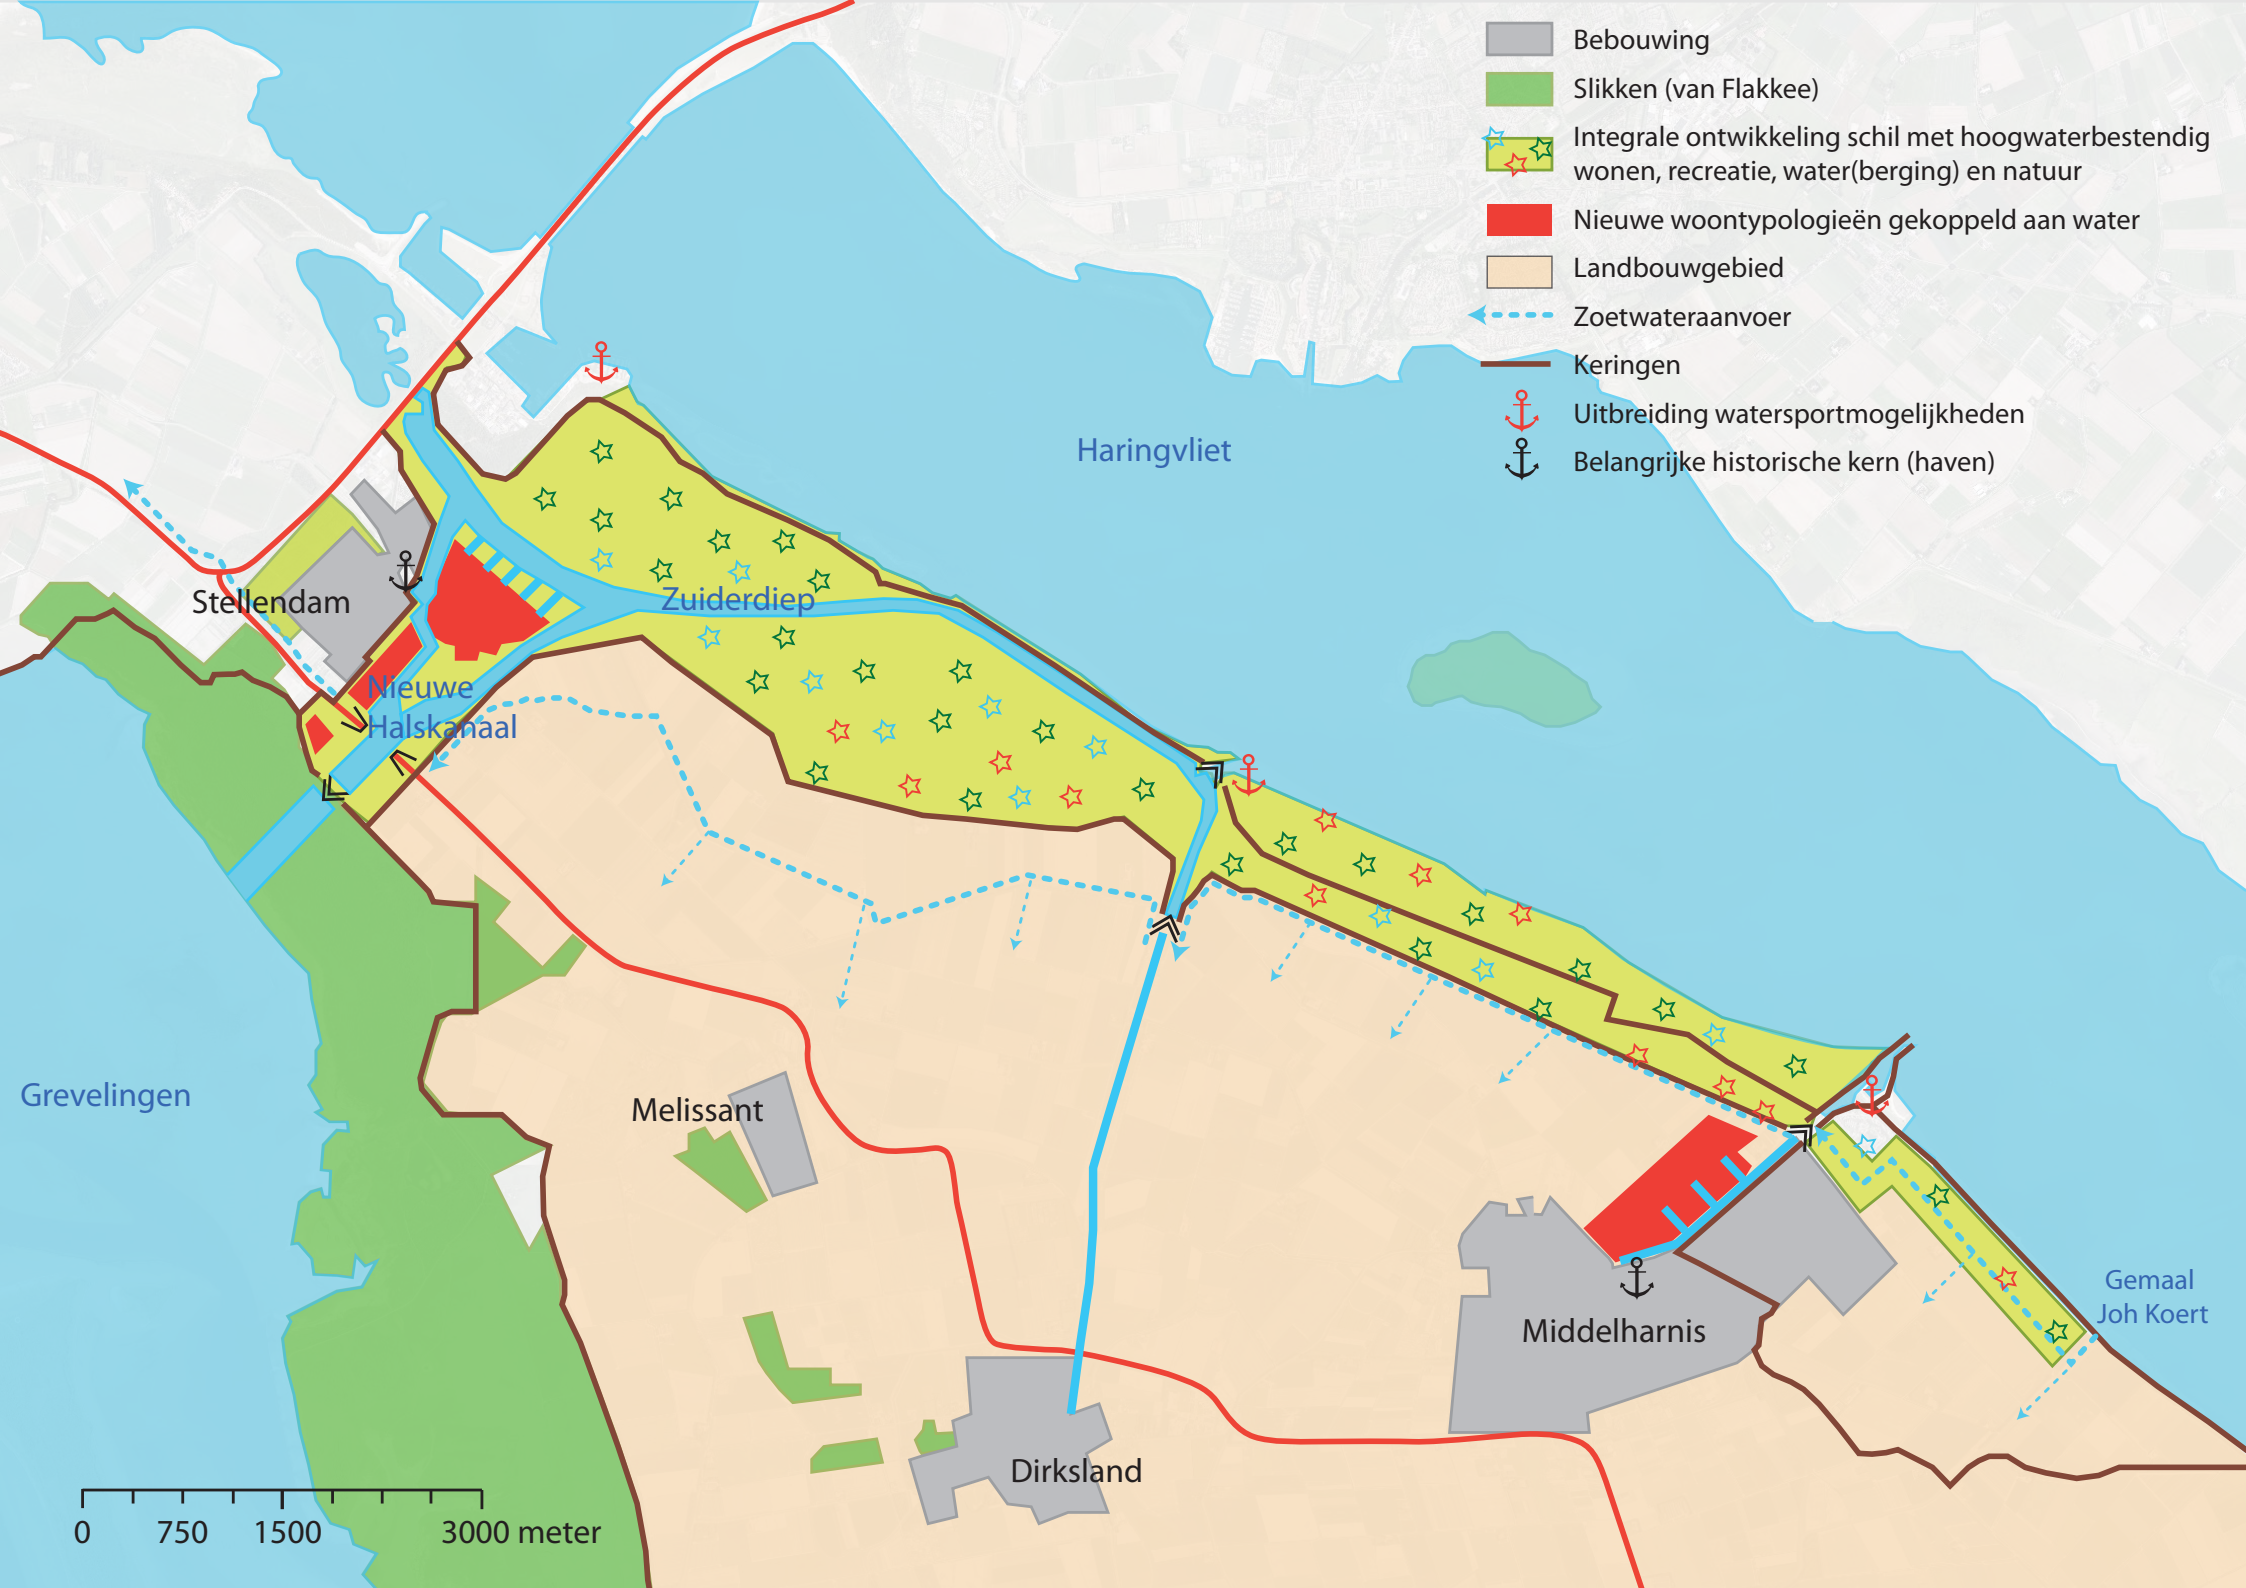 Bebouwing
Slikken (van Flakkee)
Integrale ontwikkeling schil met hoogwaterbestendig
wonen, recreatie, water(berging) en natuur
Nieuwe woontypologieën gekoppeld aan water
Landbouwgebied
Zoetwateraanvoer
Keringen
Uitbreiding watersportmogelijkheden
Belangrijke historische kern (haven)
Haringvliet
Stellendam
Zuiderdiep
Nieuwe
Halskanaal
Grevelingen
Melissant
Gemaal
Joh Koert
Middelharnis
Dirksland
0 750 1500 3000 meter